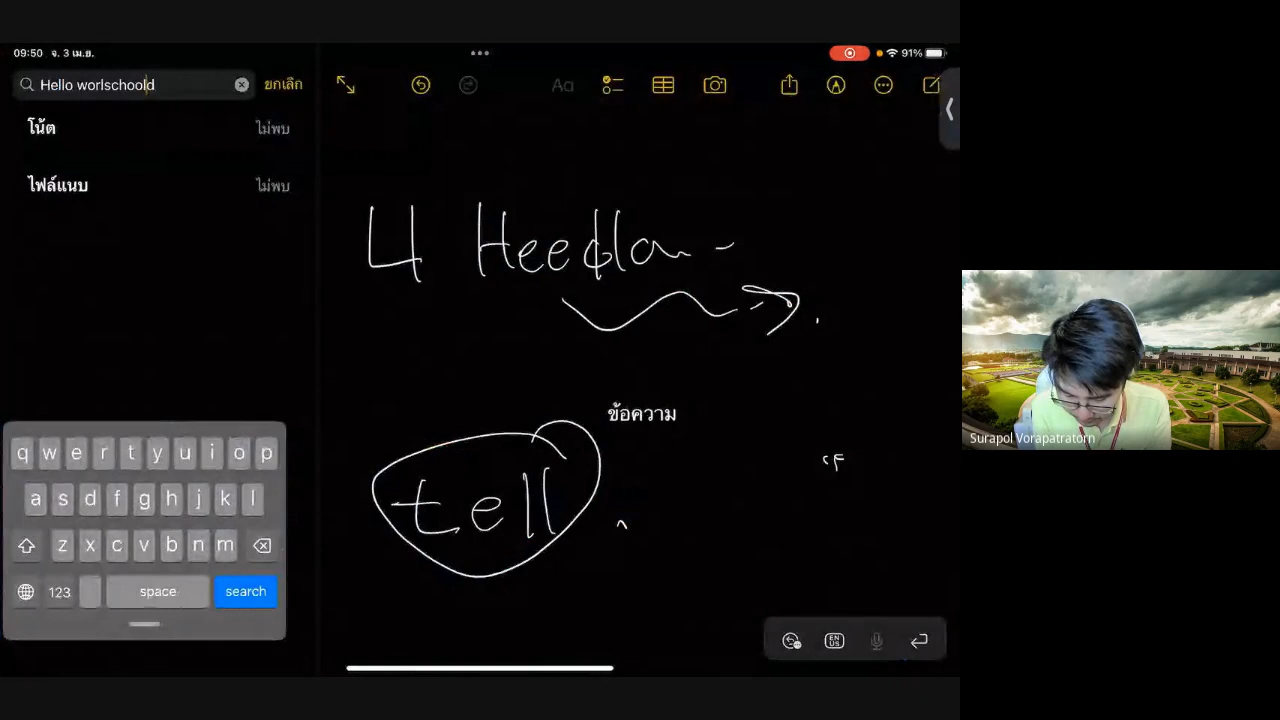 09:50 จ. 3 เม.ย.
91%
Hello worlschoold
ยกเลิก
Aa
โน้ต
ไม่พบ
ไฟล์แนบ
ไม่พบ
4
ข้อความ
tell
q w e r t y u i o p
a s d f g h j k l
z x c v b n m
123
space
search
EN
US
Surapol Vorapatratorn